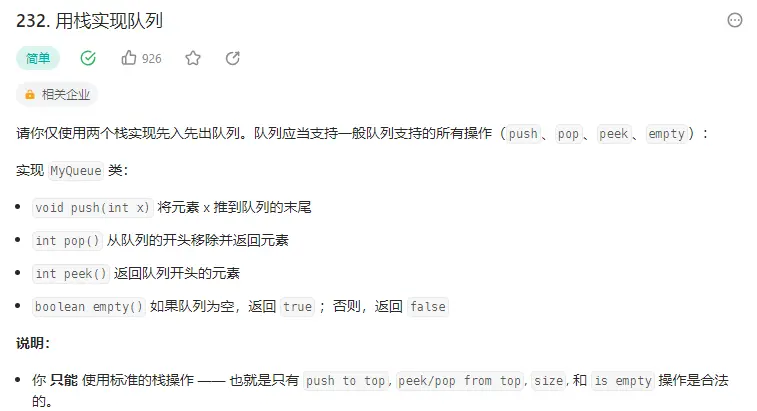 232. 用栈实现队列
简单
926
相关企业
请你仅使用两个栈实现先入先出队列。队列应当支持一般队列支持的所有操作（push、pop、peek、empty）：
实现 MyQueue 类：
void push(int x) 将元素 x 推到队列的末尾
int pop() 从队列的开头移除并返回元素
int peek() 返回队列开头的元素
boolean empty() 如果队列为空，返回 true ；否则，返回 false
说明：
你 只能 使用标准的栈操作 —— 也就是只有 push to top, peek/pop from top, size, 和 is empty 操作是合法
的。